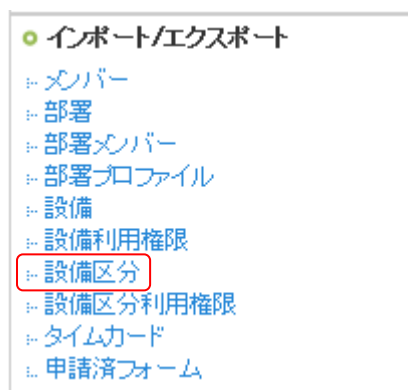 インポート/エクスポート
メンバー
部署
部署メンバー
部署プロファイル
設備
設備利用権限
設備区分
設備区分利用権限
タイムカード
申請済フォーム